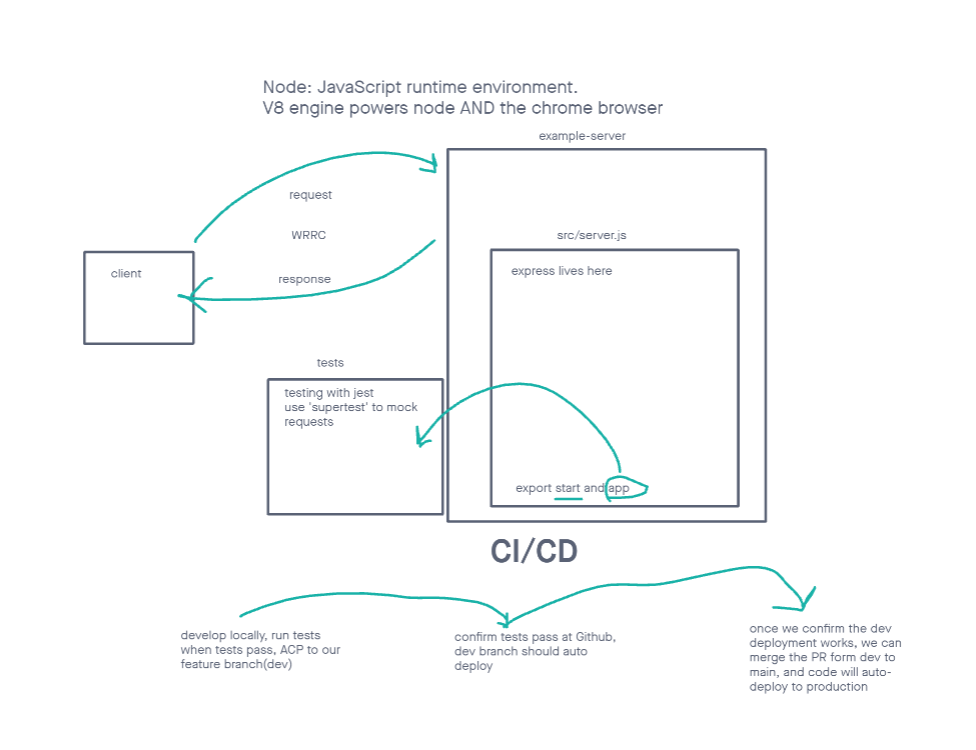 Node: JavaScript runtime environment.
V8 engine powers node AND the chrome browser
example-server
request
WRRC
src/server.js
client
express lives here
response
tests
testing with jest
use 'supertest' to mock
requests
export start and app
CI/CD
develop locally, run tests
when tests pass, ACP to our
feature branch(dev)
confirm tests pass at Github,
dev branch should auto
deploy
once we confirm the dev
deployment works, we can
merge the PR form dev to
main, and code will auto-
deploy to production